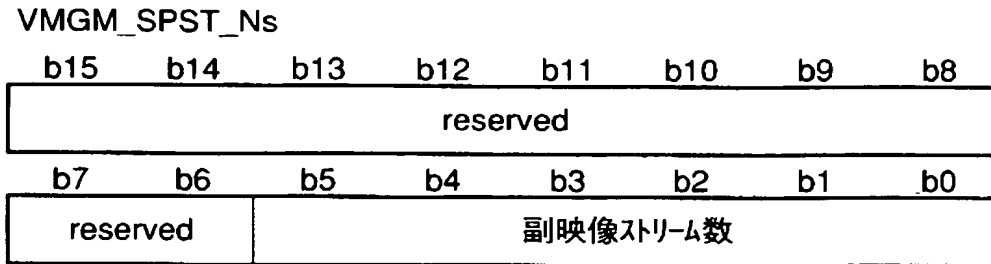 VMGM_SPST_Ns
b15 b14 b13 b12 b11 b10 b9 b8
reserved
b7 b6 b5 b4 b3 b2 b1 b0
reserved 副映像ストリーム数